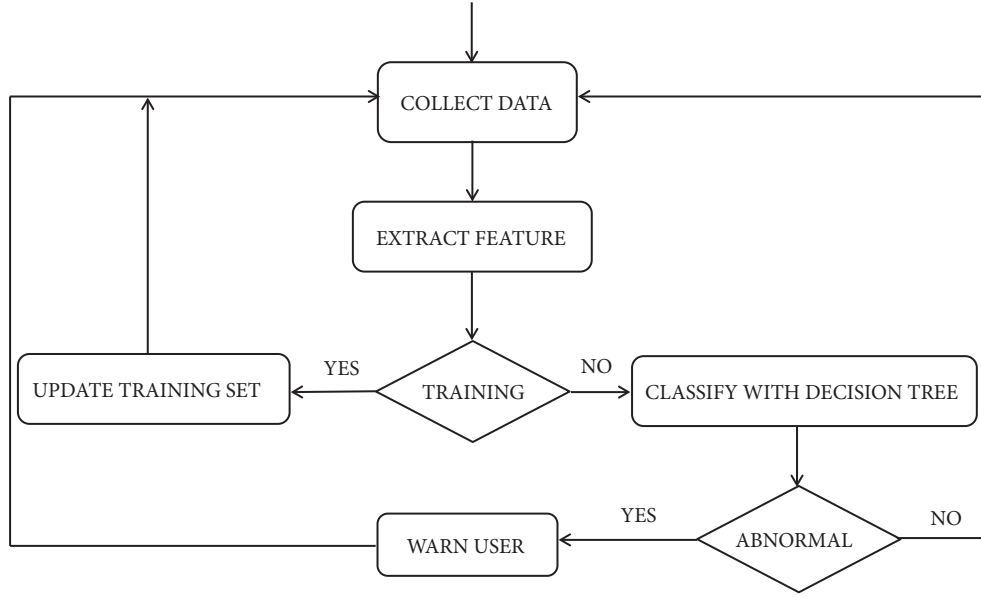 COLLECT DATA
EXTRACT FEATURE
YES
NO
UPDATE TRAINING SET
TRAINING
CLASSIFY WITH DECISION TREE
YES
NO
WARN USER
ABNORMAL